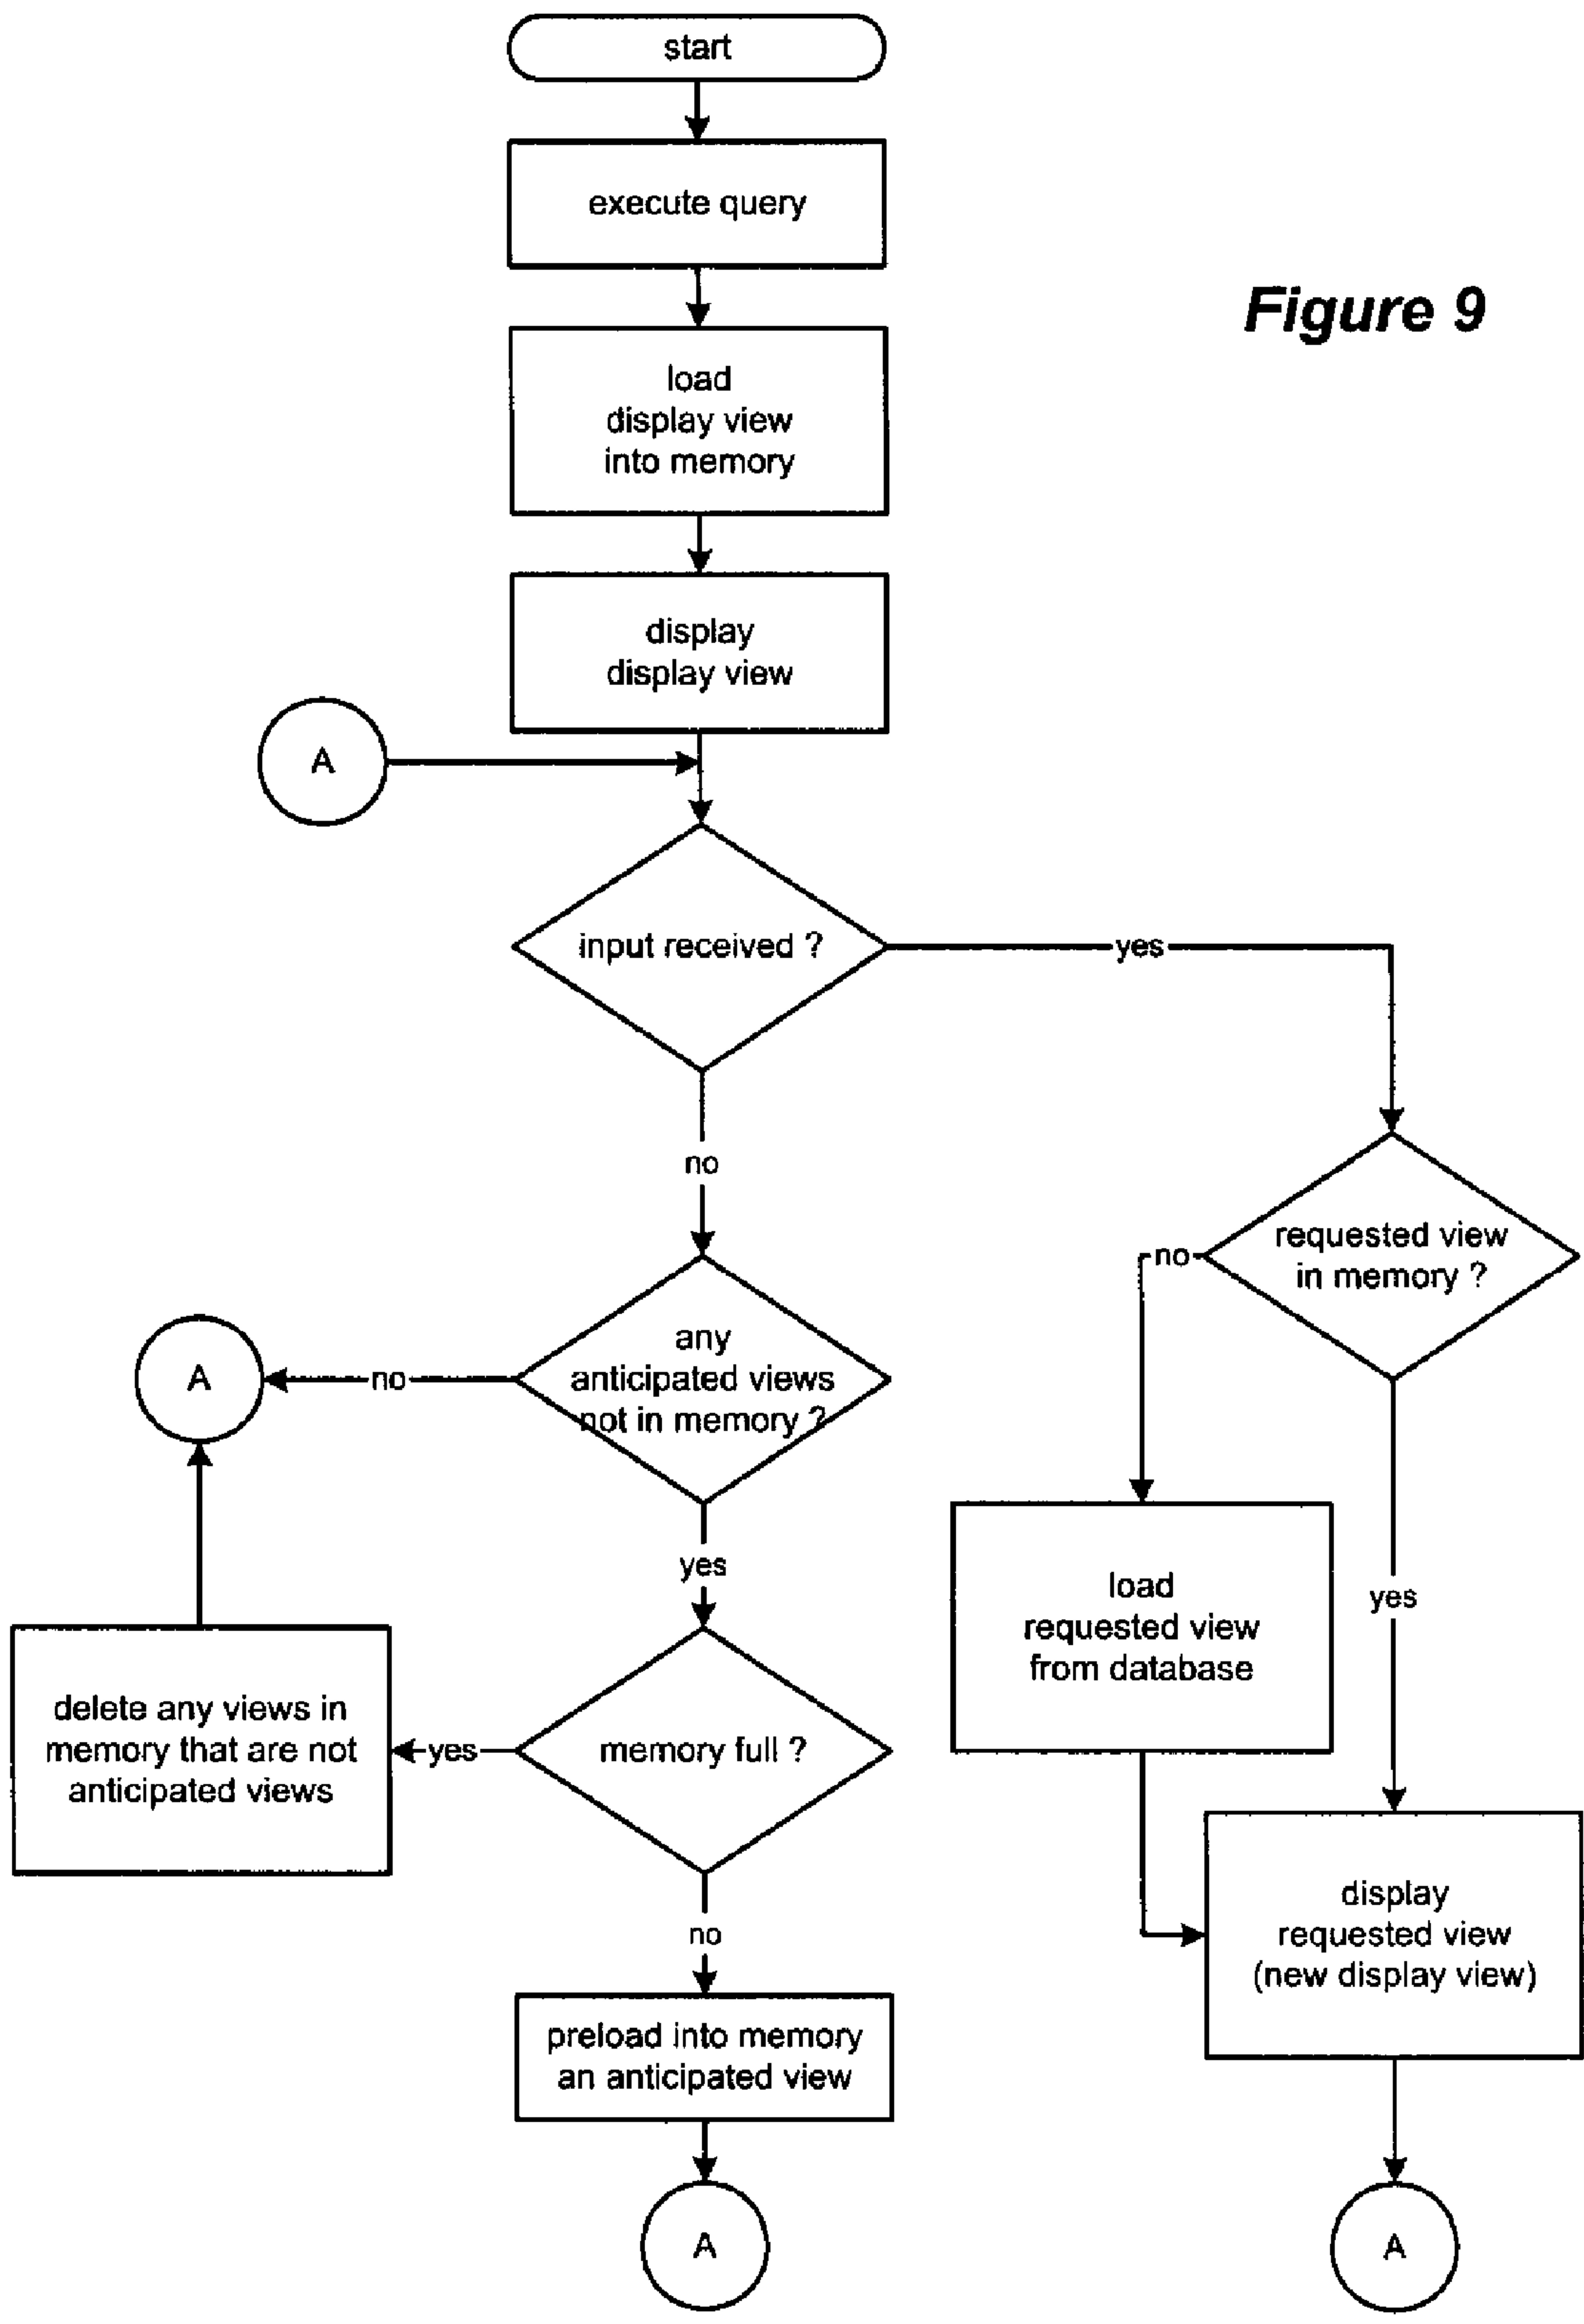 start
execute query
Figure 9
load
display view
into memory
display
display view
A
input received ?
yes
no
requested view
in memory ?
no
any
anticipated views
not in memory ?
no
A
yes
load
requested view
from database
yes
delete any views in
memory that are not
anticipated views
yes
memory full ?
display
requested view
(new display view)
no
preload into memory
an anticipated view
A
A